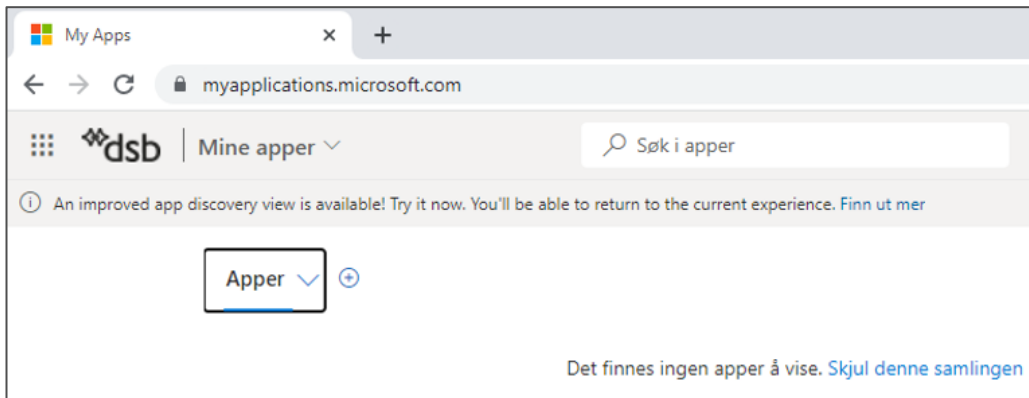 My Apps
myapplications.microsoft.com
dsb Mine apper Søk i apper
An improved app discovery view is available! Try it now. You'll be able to return to the current experience. Finn ut mer
Apper
Det finnes ingen apper å vise. Skjul denne samlingen